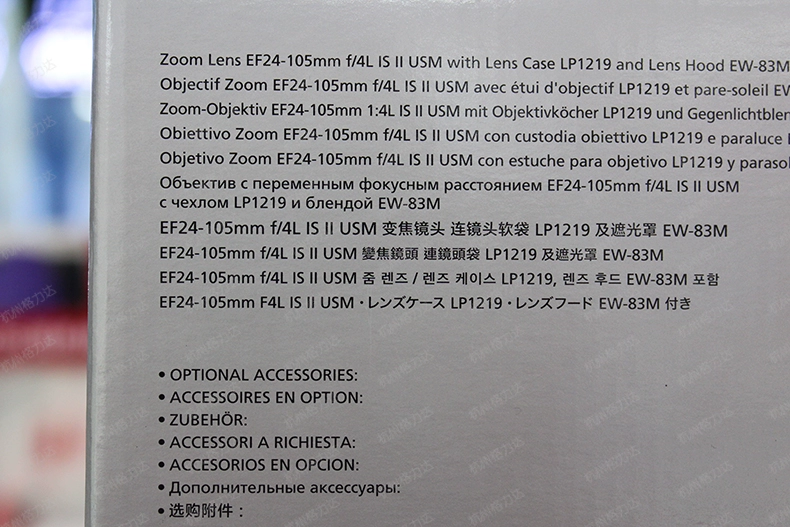 Zoom Lens EF24-105mm f/4L IS II USM with Lens Case LP1219 and Lens Hood EW-83M
Objectif Zoom EF24-105mm f/4L IS II USM avec étui d'objectif LP1219 et pare-soleil EW
Zoom-Objektiv EF24-105mm 1:4L IS II USM mit Objektivköcher LP1219 und Gegenlichtblen
Obiettivo Zoom EF24-105mm f/4L IS II USM con custodia obiettivo LP1219 e paraluce
Objetivo Zoom EF24-105mm f/4L IS II USM con estuche para objetivo LP1219 y parasol
Объектив с переменным фокусным расстоянием EF24-105mm f/4L IS II USM
с чехлом LP1219 и блендой EW-83M
EF24-105mm f/4L IS II USM 变焦镜头 连镜头软袋 LP1219 及遮光罩 EW-83M
EF24-105mm f/4L IS II USM 變焦鏡頭 連鏡頭袋 LP1219 及遮光罩 EW-83M
EF24-105mm f/4L IS II USM 줌 렌즈 / 렌즈 케이스 LP1219, 렌즈 후드 EW-83M 포함
EF24-105mm F4L IS II USM・レンズケース LP1219・レンズフード EW-83M 付き
• OPTIONAL ACCESSORIES:
• ACCESSOIRES EN OPTION:
• ZUBEHÖR:
• ACCESSORI A RICHIESTA:
• ACCESORIOS EN OPCION:
• Дополнительные аксессуары:
• 选购附件：